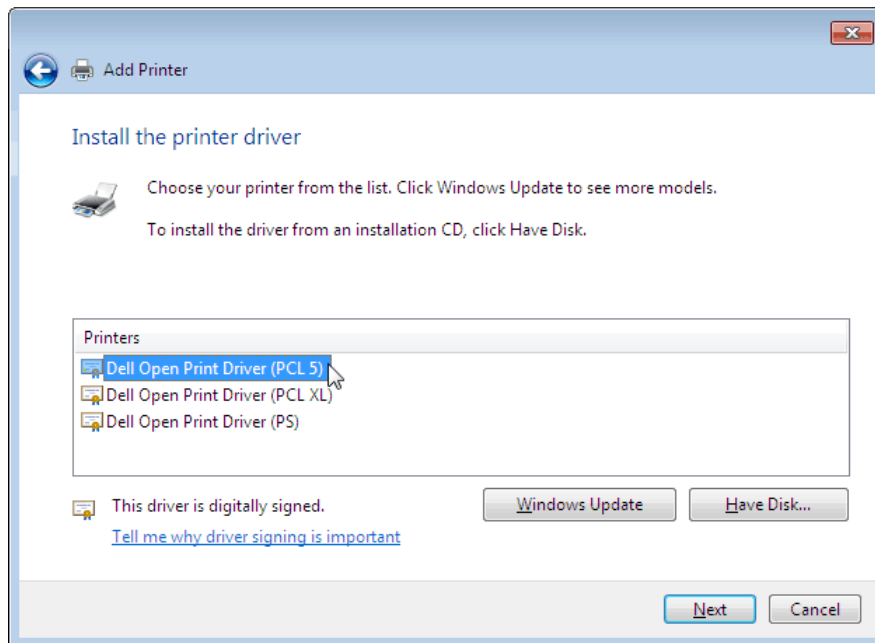 Add Printer
Install the printer driver
Choose your printer from the list. Click Windows Update to see more models.
To install the driver from an installation CD, click Have Disk.
Printers
Dell Open Print Driver (PCL 5)
Dell Open Print Driver (PCL XL)
Dell Open Print Driver (PS)
This driver is digitally signed.
Windows Update
Have Disk...
Tell me why driver signing is important
Next
Cancel